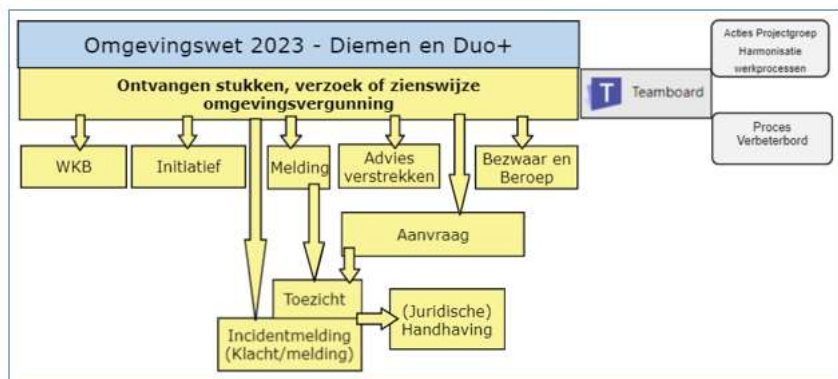 Omgevingswet 2023 - Diemen en Duo+
Ontvangen stukken, verzoek of zienswijze
omgevingsvergunning
Acties Projectgroep
Harmonisatie
werkprocessen
T
Teamboard
Proces
Verbeterbord
WKB
Initiatief
Melding
Advies
verstrekken
Bezwaar en
Beroep
Aanvraag
Toezicht
(Juridische)
Handhaving
Incidentmelding
(Klacht/melding)